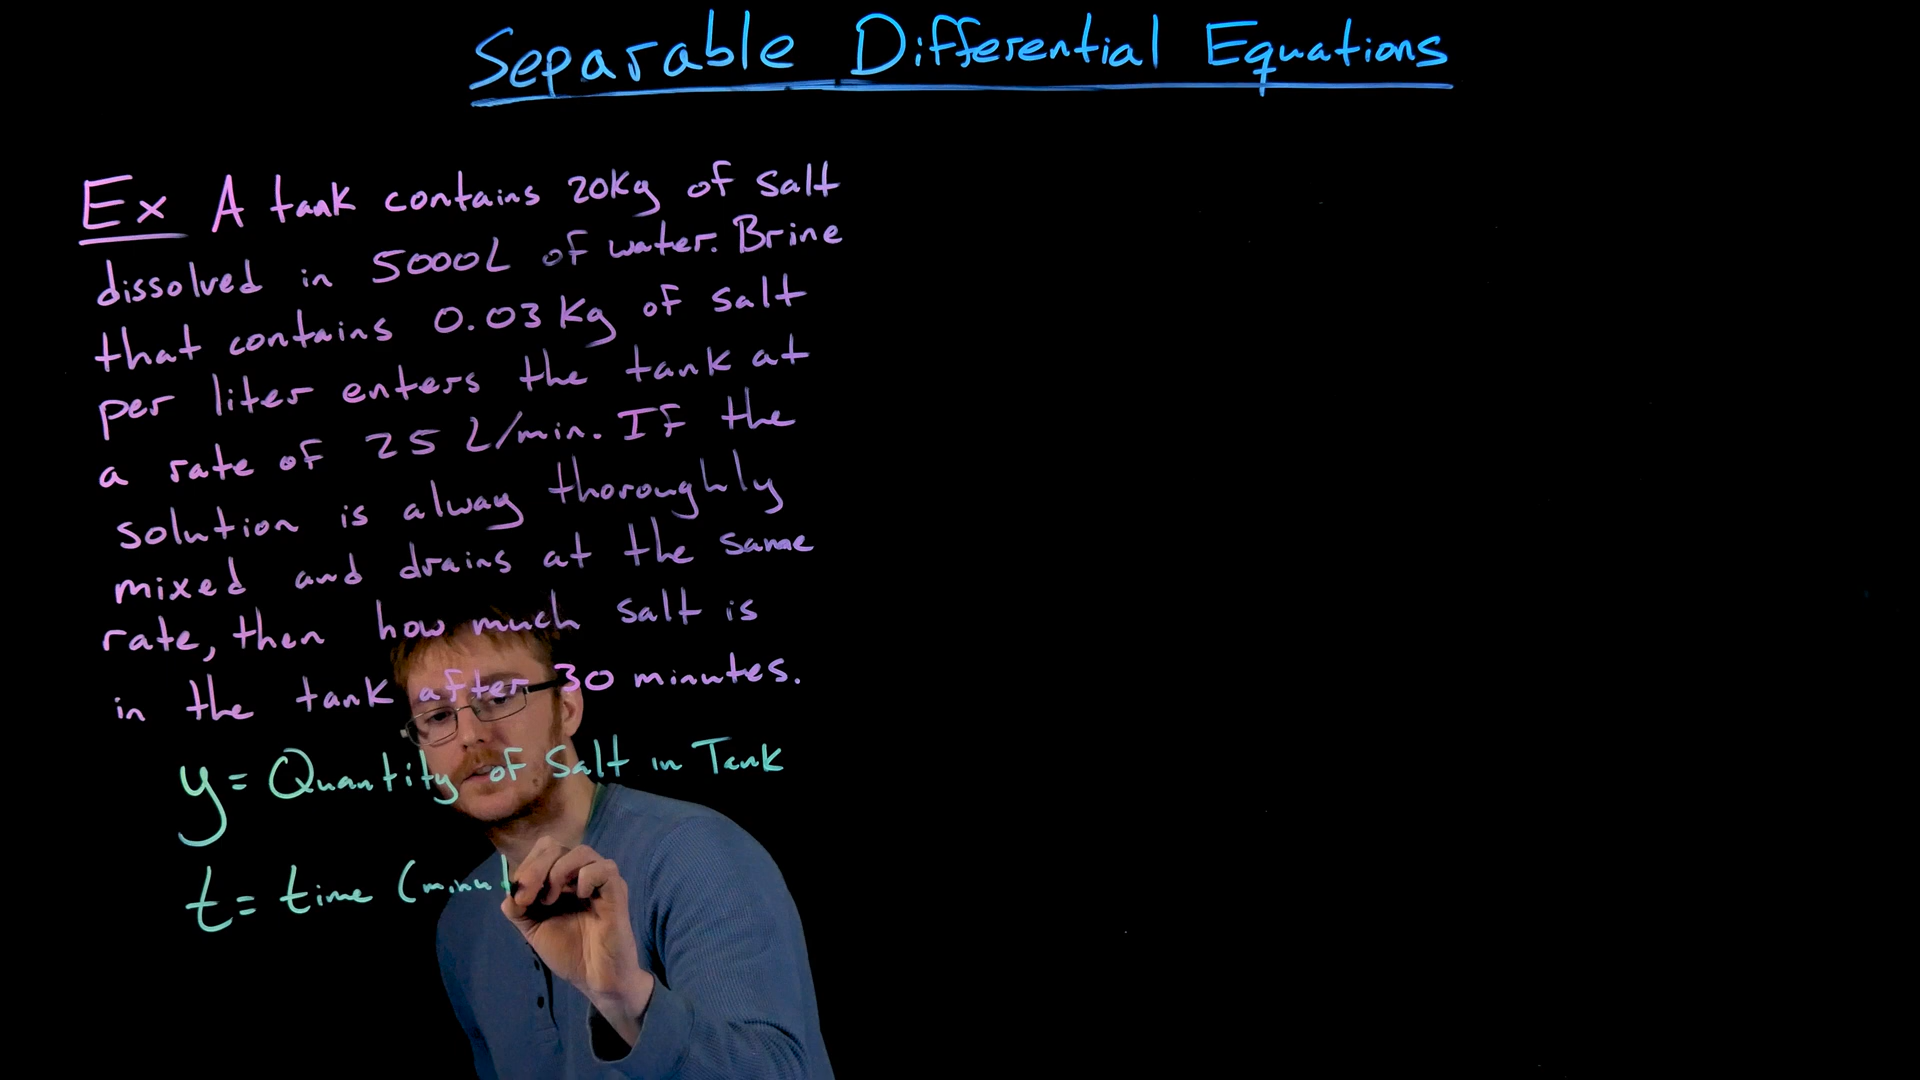 Separable Differential Equations
Ex A tank contains 20Kg of salt
dissolved in 5000L of water. Brine
that contains 0.03 Kg of salt
per liter enters the tank at
a rate of 25 L/min. If the
solution is alway thoroughly
mixed and drains at the same
rate, then how much salt is
in the tank after 30 minutes.
y = Quantity of Salt in Tank
t = time (minut